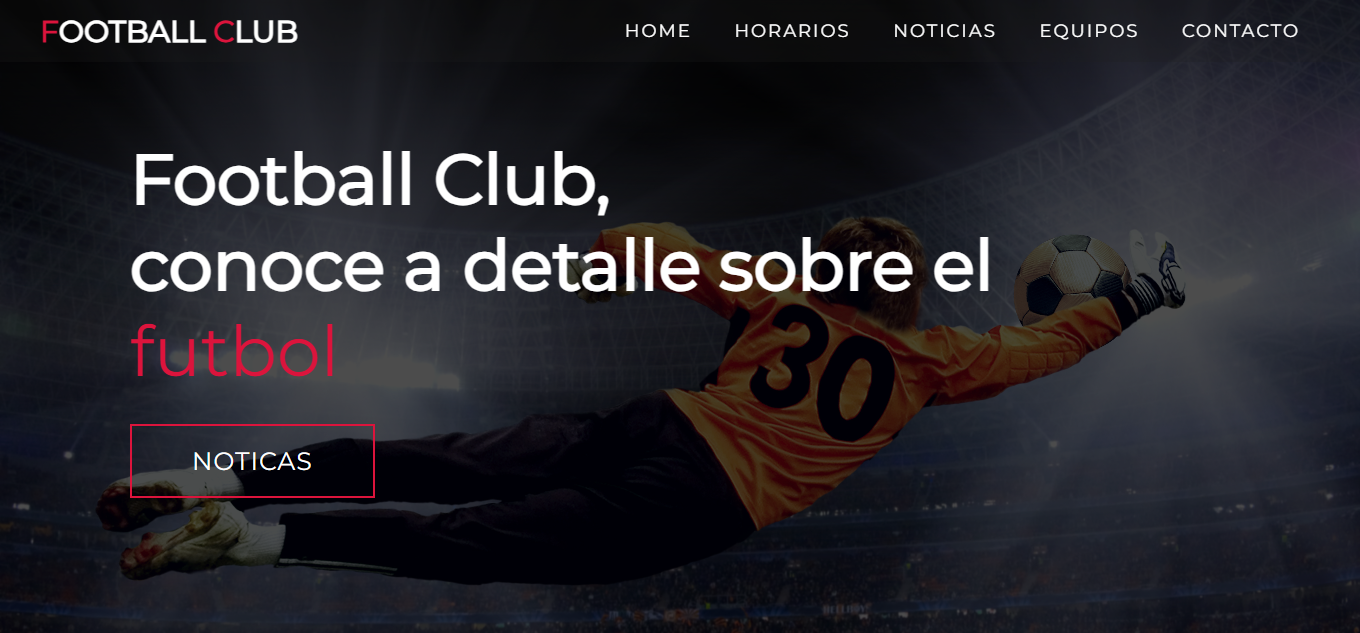 FOOTBALL CLUB
HOME HORARIOS NOTICIAS EQUIPOS CONTACTO
Football Club,
conoce a detalle sobre el
futbol
30
NOTICAS